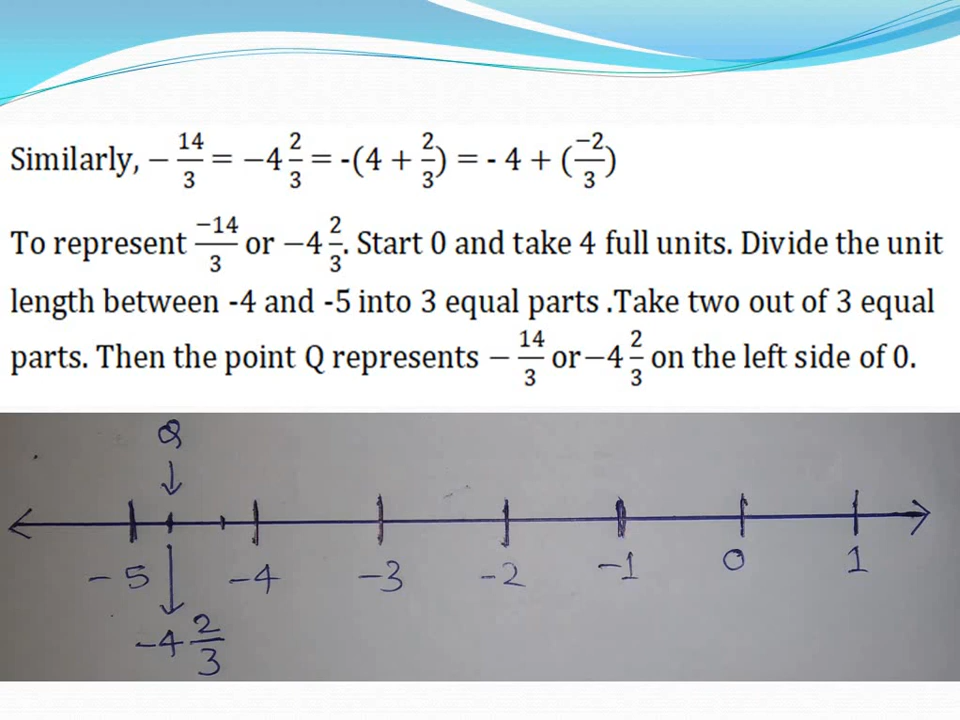 Similarly, − 14/3 = −4 2/3 = -(4 + 2/3) = - 4 + (−2/3)
To represent −14/3 or −4 2/3. Start 0 and take 4 full units. Divide the unit
length between -4 and -5 into 3 equal parts .Take two out of 3 equal
parts. Then the point Q represents − 14/3 or−4 2/3 on the left side of 0.
Q
-5 -4 -3 -2 -1 0 1
-4 2/3